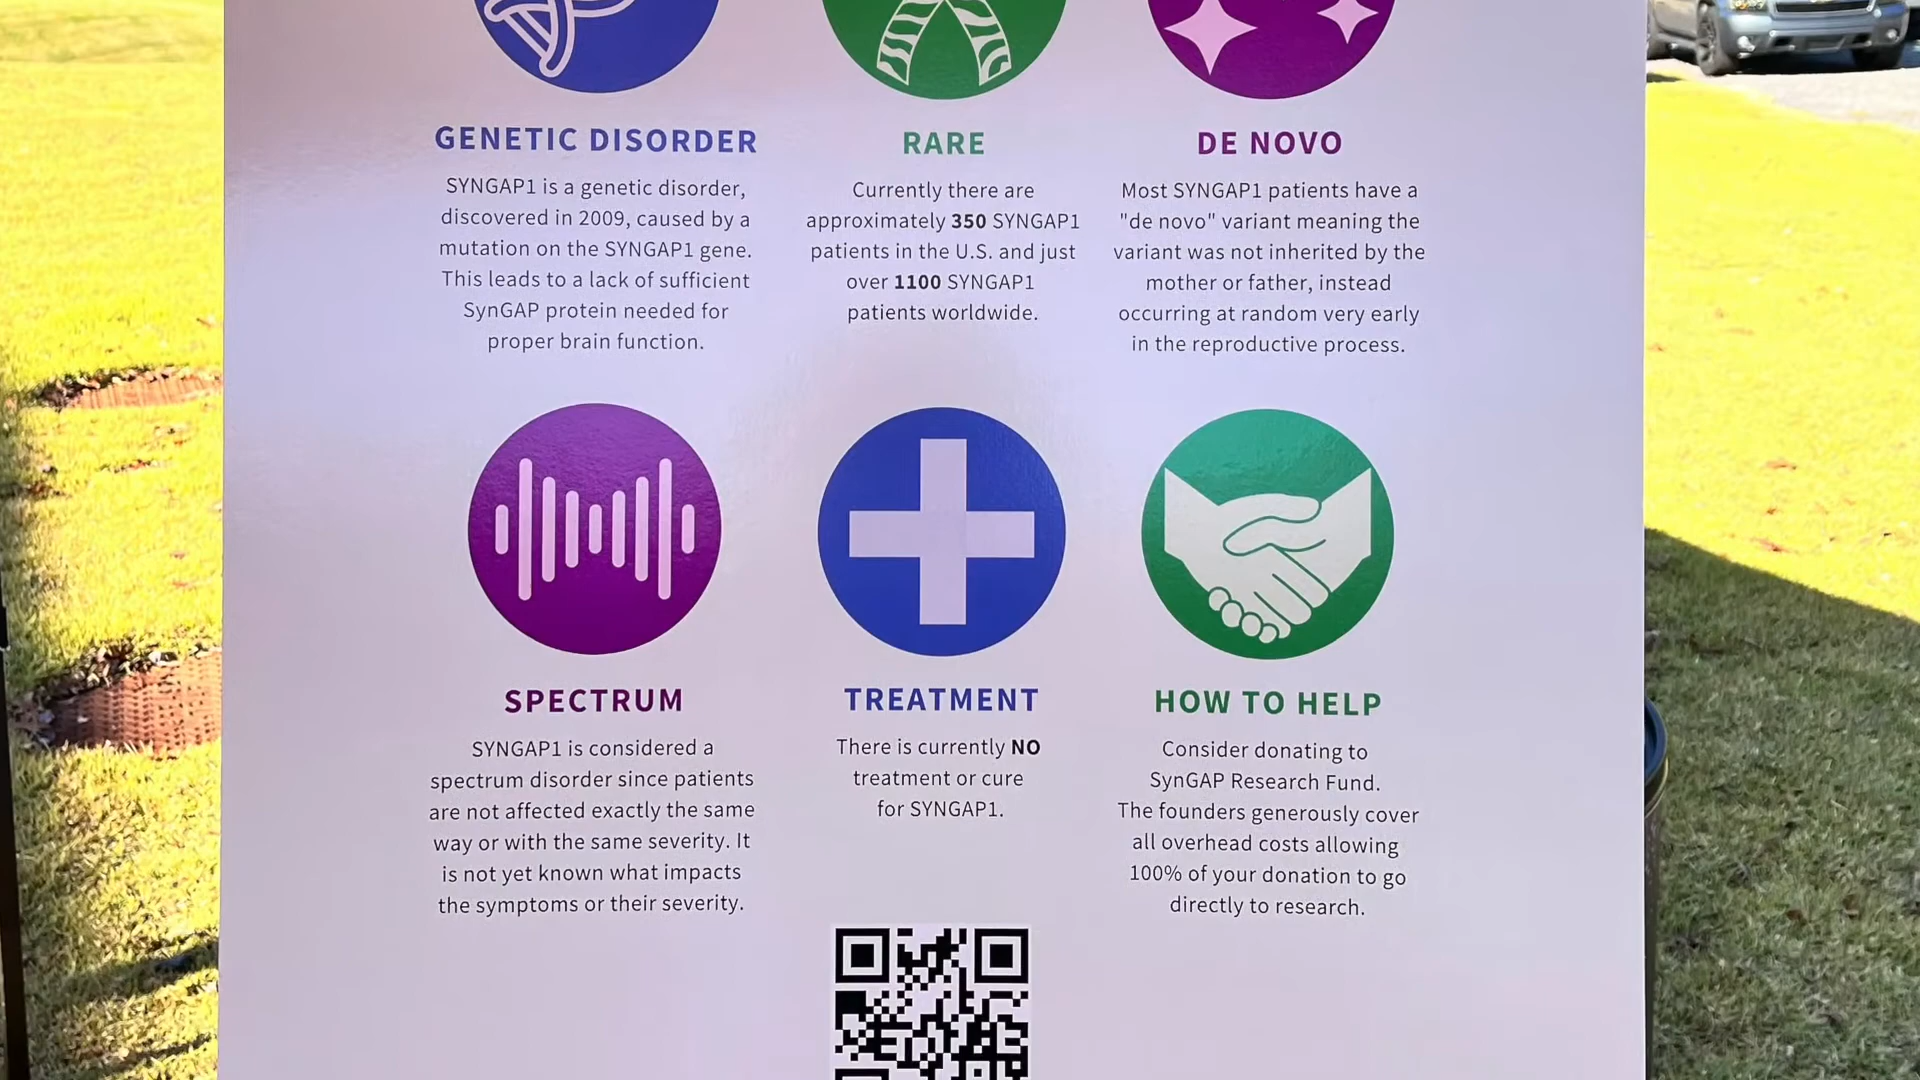 GENETIC DISORDER
SYNGAP1 is a genetic disorder,
discovered in 2009, caused by a
mutation on the SYNGAP1 gene.
This leads to a lack of sufficient
SynGAP protein needed for
proper brain function.
RARE
Currently there are
approximately 350 SYNGAP1
patients in the U.S. and just
over 1100 SYNGAP1
patients worldwide.
DE NOVO
Most SYNGAP1 patients have a
"de novo" variant meaning the
variant was not inherited by the
mother or father, instead
occurring at random very early
in the reproductive process.
SPECTRUM
SYNGAP1 is considered a
spectrum disorder since patients
are not affected exactly the same
way or with the same severity. It
is not yet known what impacts
the symptoms or their severity.
TREATMENT
There is currently NO
treatment or cure
for SYNGAP1.
HOW TO HELP
Consider donating to
SynGAP Research Fund.
The founders generously cover
all overhead costs allowing
100% of your donation to go
directly to research.